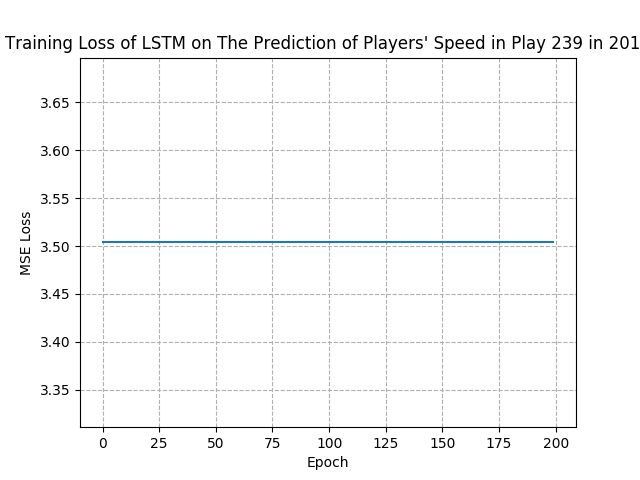 Training Loss of LSTM on The Prediction of Players' Speed in Play 239 in 201
3.65
3.60
3.55
3.50
3.45
3.40
3.35
MSE Loss
0 25 50 75 100 125 150 175 200
Epoch